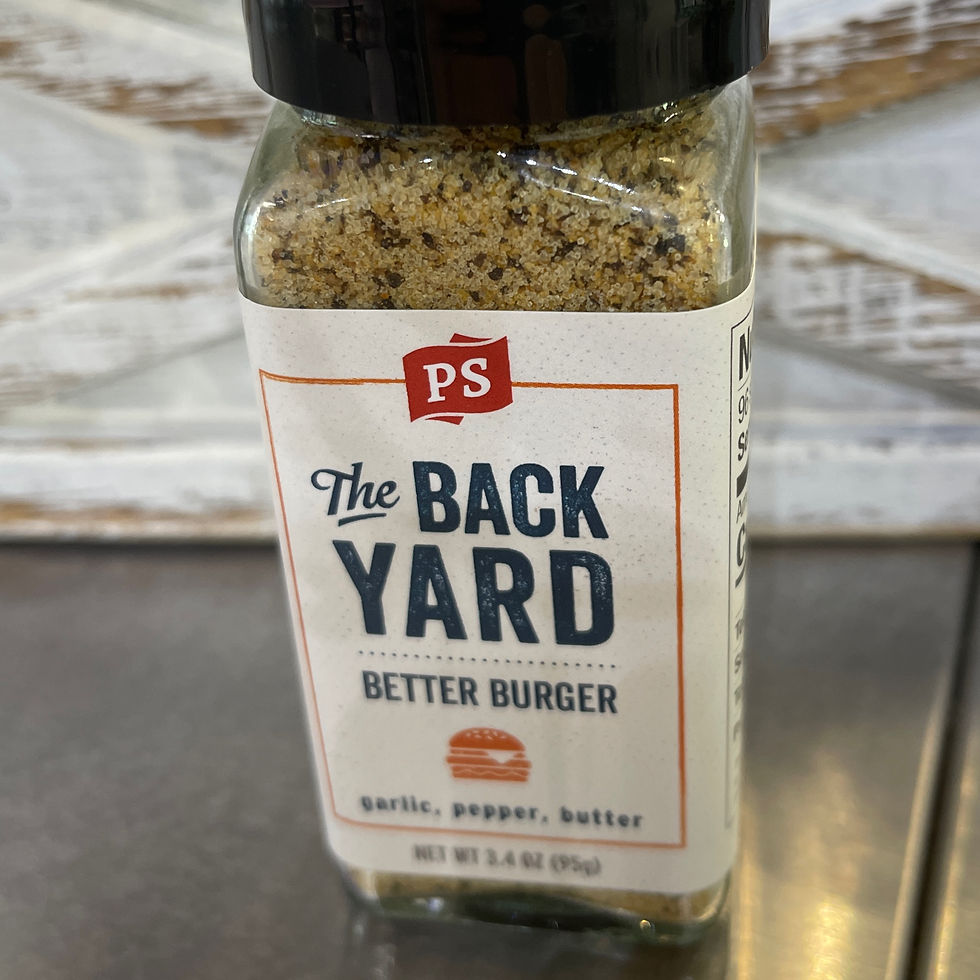 PS
The BACK
YARD
BETTER BURGER
garlic, pepper, butter
NET WT 3.4 OZ (95g)